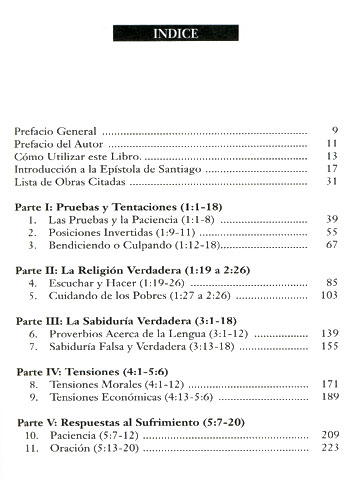 INDICE
Prefacio General ........ 9
Prefacio del Autor ........ 11
Cómo Utilizar este Libro. ........ 13
Introducción a la Epístola de Santiago ........ 17
Lista de Obras Citadas ........ 31
Parte I: Pruebas y Tentaciones (1:1-18)
1. Las Pruebas y la Paciencia (1:1-8) ........ 39
2. Posiciones Invertidas (1:9-11) ........ 55
3. Bendiciendo o Culpando (1:12-18) ........ 67
Parte II: La Religión Verdadera (1:19 a 2:26)
4. Escuchar y Hacer (1:19-26) ........ 85
5. Cuidando de los Pobres (1:27 a 2:26) ........ 103
Parte III: La Sabiduría Verdadera (3:1-18)
6. Proverbios Acerca de la Lengua (3:1-12) ........ 139
7. Sabiduría Falsa y Verdadera (3:13-18) ........ 155
Parte IV: Tensiones (4:1-5:6)
8. Tensiones Morales (4:1-12) ........ 171
9. Tensiones Económicas (4:13-5:6) ........ 189
Parte V: Respuestas al Sufrimiento (5:7-20)
10. Paciencia (5:7-12) ........ 209
11. Oración (5:13-20) ........ 223